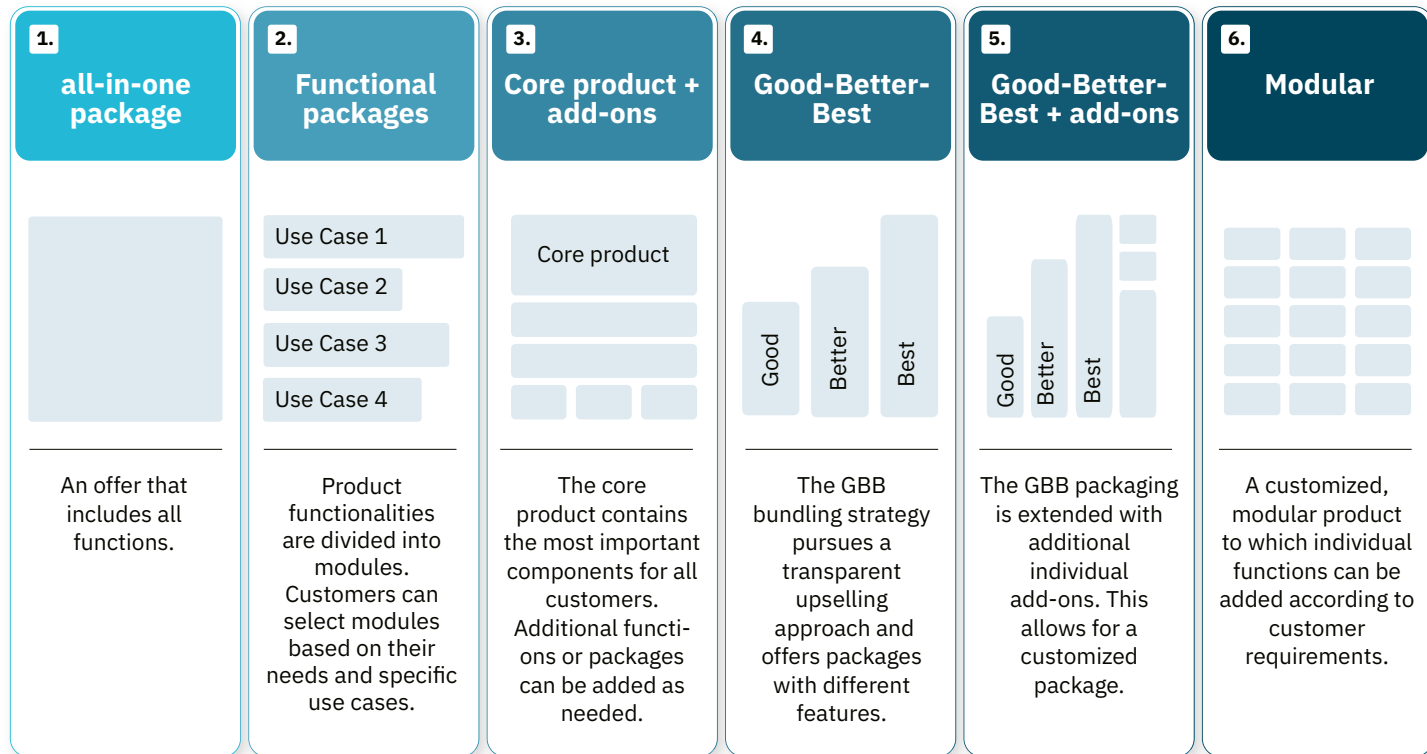 1.
all-in-one
package
An offer that
includes all
functions.
2.
Functional
packages
Use Case 1
Use Case 2
Use Case 3
Use Case 4
Product
functionalities
are divided into
modules.
Customers can
select modules
based on their
needs and specific
use cases.
3.
Core product +
add-ons
Core product
The core
product contains
the most important
components for all
customers.
Additional functi-
ons or packages
can be added as
needed.
4.
Good-Better-
Best
Good
Better
Best
The GBB
bundling strategy
pursues a
transparent
upselling
approach and
offers packages
with different
features.
5.
Good-Better-
Best + add-ons
Good
Better
Best
The GBB packaging
is extended with
additional
individual
add-ons. This
allows for a
customized
package.
6.
Modular
A customized,
modular product
to which individual
functions can be
added according to
customer
requirements.